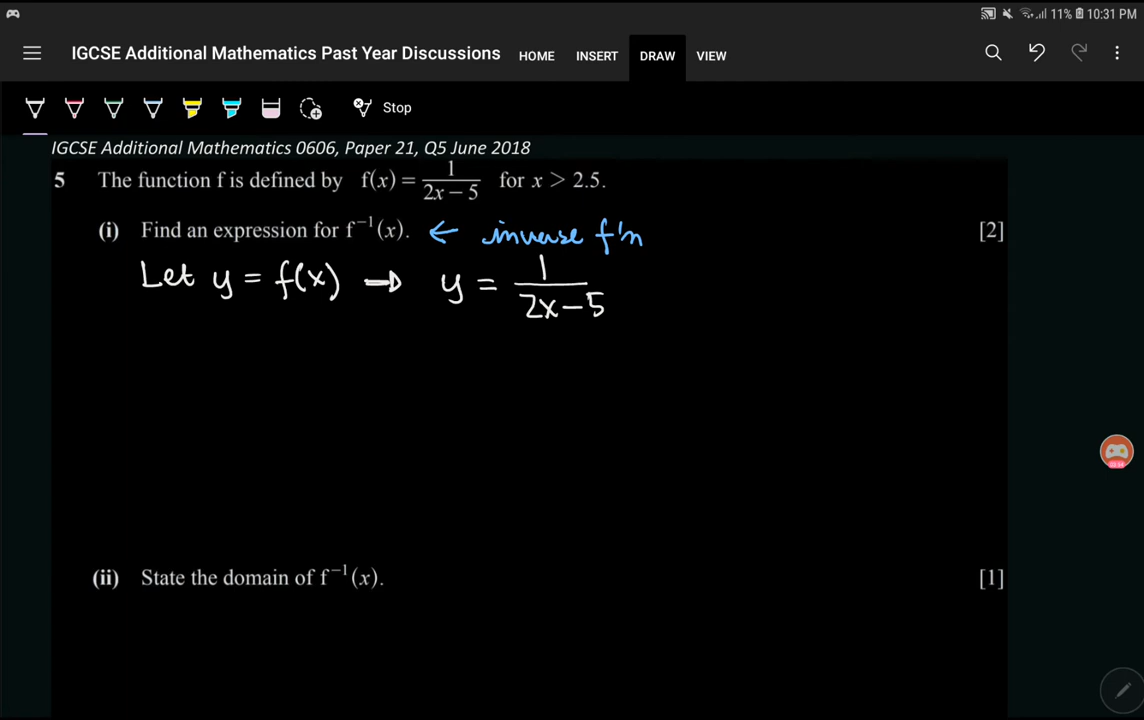 11% 10:31 PM
IGCSE Additional Mathematics Past Year Discussions HOME INSERT DRAW VIEW
Stop
IGCSE Additional Mathematics 0606, Paper 21, Q5 June 2018
5 The function f is defined by f(x) = 1/(2x − 5) for x > 2.5.
(i) Find an expression for f⁻¹(x). ← inverse f'n [2]
Let y = f(x) → y = 1/(2x−5)
(ii) State the domain of f⁻¹(x). [1]